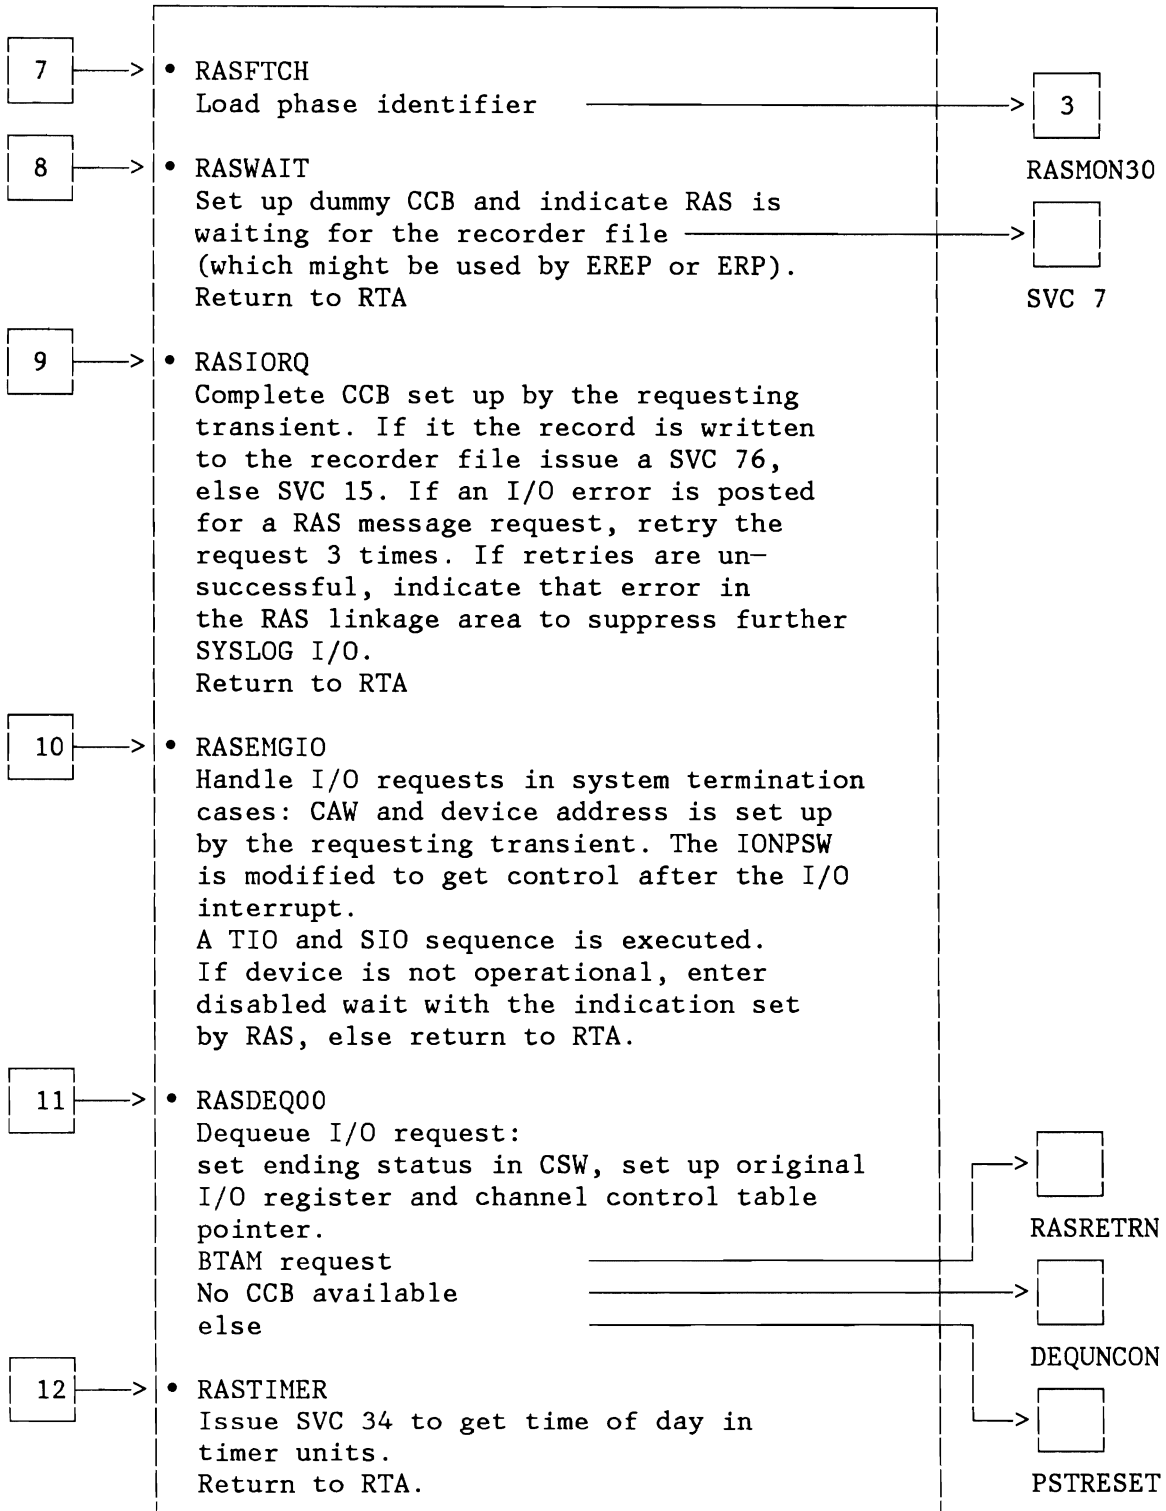 7
• RASFTCH
Load phase identifier
3
RASMON30
8
• RASWAIT
Set up dummy CCB and indicate RAS is
waiting for the recorder file
(which might be used by EREP or ERP).
Return to RTA
SVC 7
9
• RASIORQ
Complete CCB set up by the requesting
transient. If it the record is written
to the recorder file issue a SVC 76,
else SVC 15. If an I/O error is posted
for a RAS message request, retry the
request 3 times. If retries are un-
successful, indicate that error in
the RAS linkage area to suppress further
SYSLOG I/O.
Return to RTA
10
• RASEMGIO
Handle I/O requests in system termination
cases: CAW and device address is set up
by the requesting transient. The IONPSW
is modified to get control after the I/O
interrupt.
A TIO and SIO sequence is executed.
If device is not operational, enter
disabled wait with the indication set
by RAS, else return to RTA.
11
• RASDEQ00
Dequeue I/O request:
set ending status in CSW, set up original
I/O register and channel control table
pointer.
BTAM request
RASRETRN
No CCB available
DEQUNCON
else
PSTRESET
12
• RASTIMER
Issue SVC 34 to get time of day in
timer units.
Return to RTA.